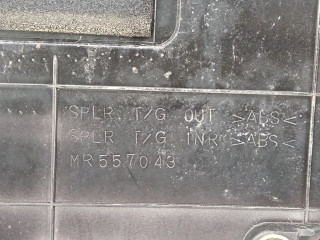 SPLR T/G OUT >ABS<
SPLR T/G INR >ABS<
MR557043